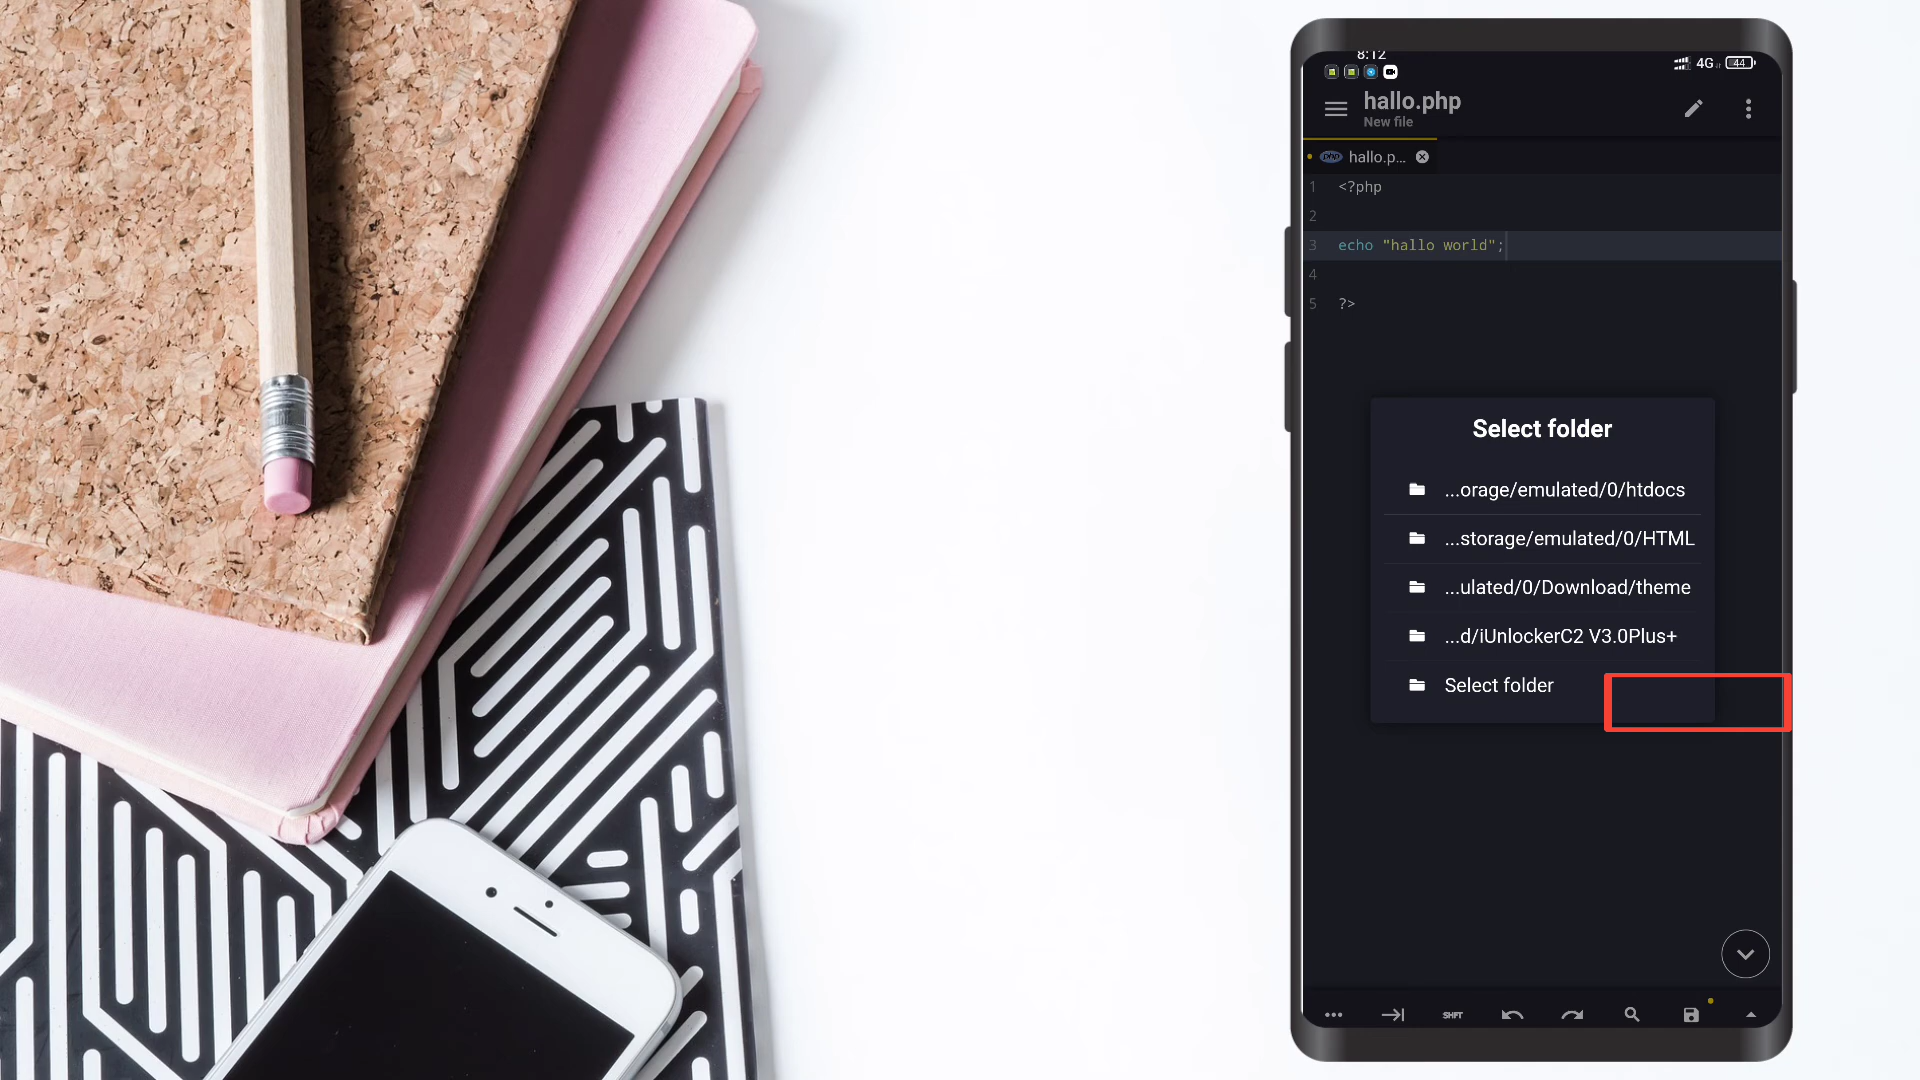 8:12
4G
44
hallo.php
New file
php
hallo.p...
1 <?php
2
3 echo "hallo world";
4
5 ?>
Select folder
...orage/emulated/0/htdocs
...storage/emulated/0/HTML
...ulated/0/Download/theme
...d/iUnlockerC2 V3.0Plus+
Select folder
SHFT